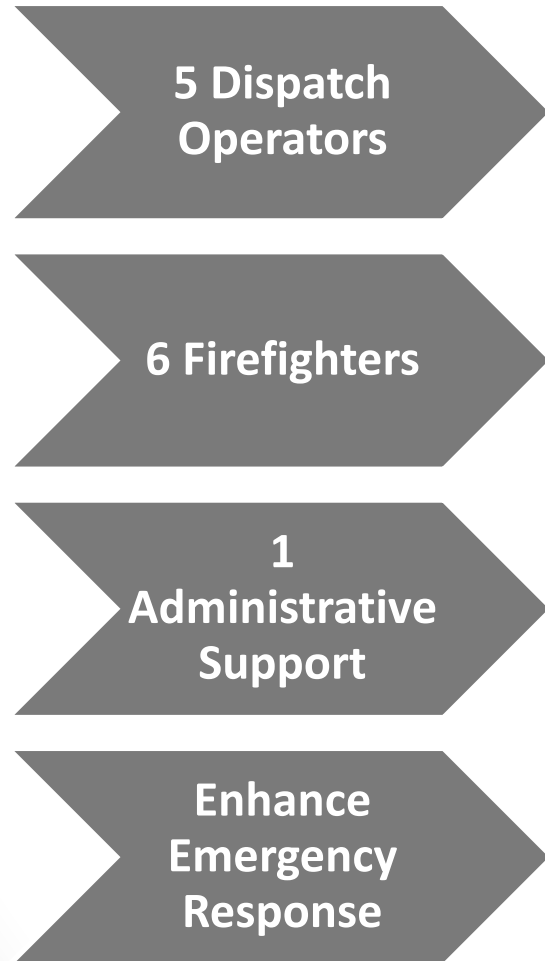 5 Dispatch
Operators
6 Firefighters
1
Administrative
Support
Enhance
Emergency
Response